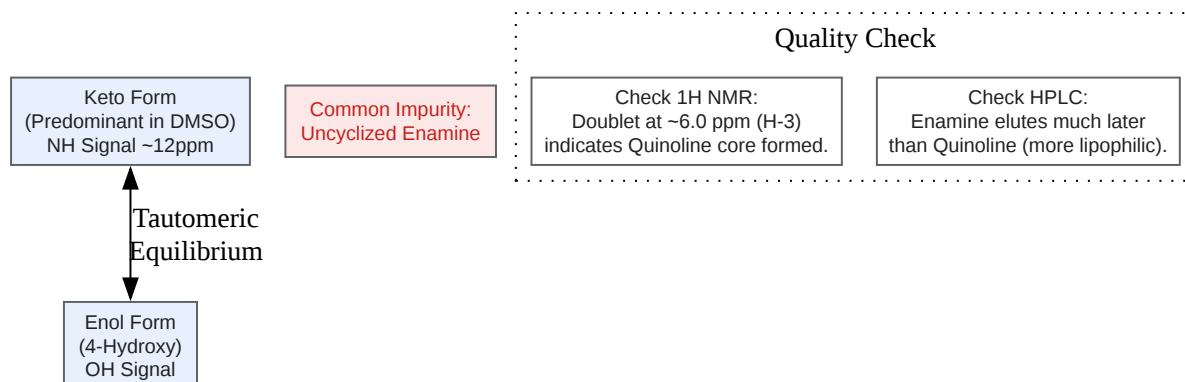 Quality Check
Keto Form
(Predominant in DMSO)
NH Signal ~12ppm
Common Impurity:
Uncyclized Enamine
Check 1H NMR:
Doublet at ~6.0 ppm (H-3)
indicates Quinoline core formed.
Check HPLC:
Enamine elutes much later
than Quinoline (more lipophilic).
Tautomeric
Equilibrium
Enol Form
(4-Hydroxy)
OH Signal